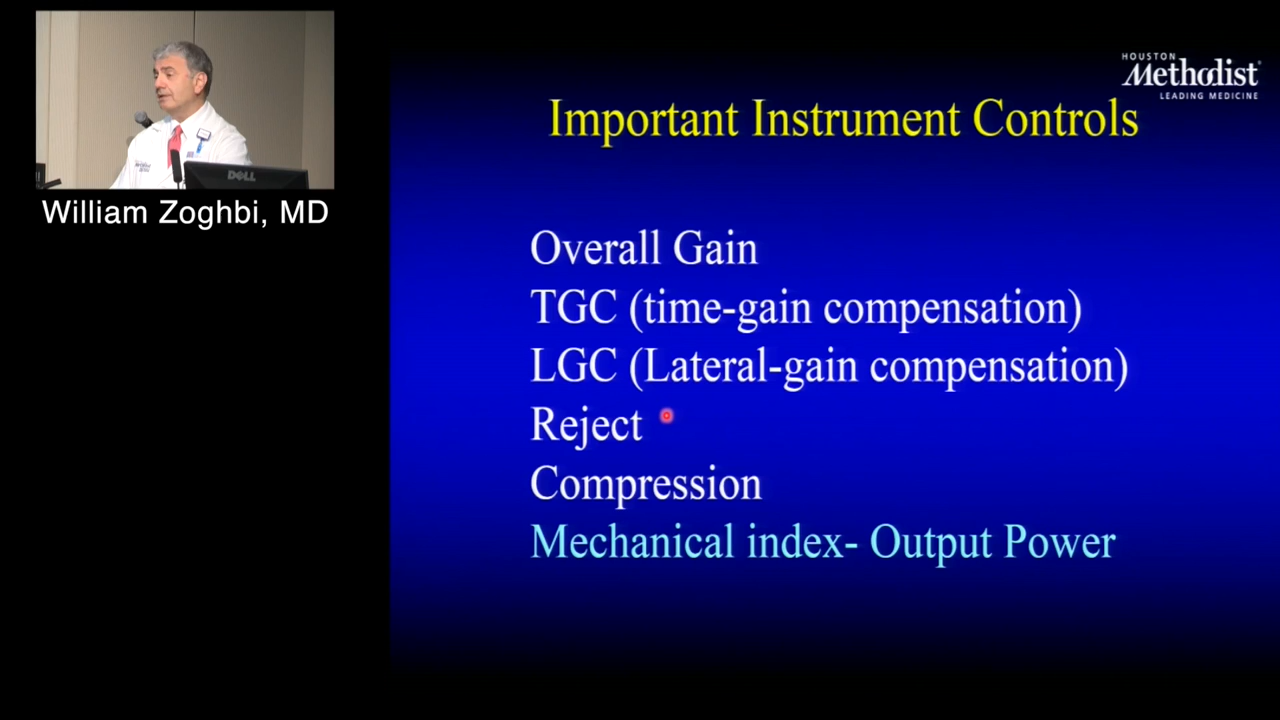 HOUSTON
Methodist
LEADING MEDICINE
Important Instrument Controls
DELL
William Zoghbi, MD
Overall Gain
TGC (time-gain compensation)
LGC (Lateral-gain compensation)
Reject
Compression
Mechanical index- Output Power